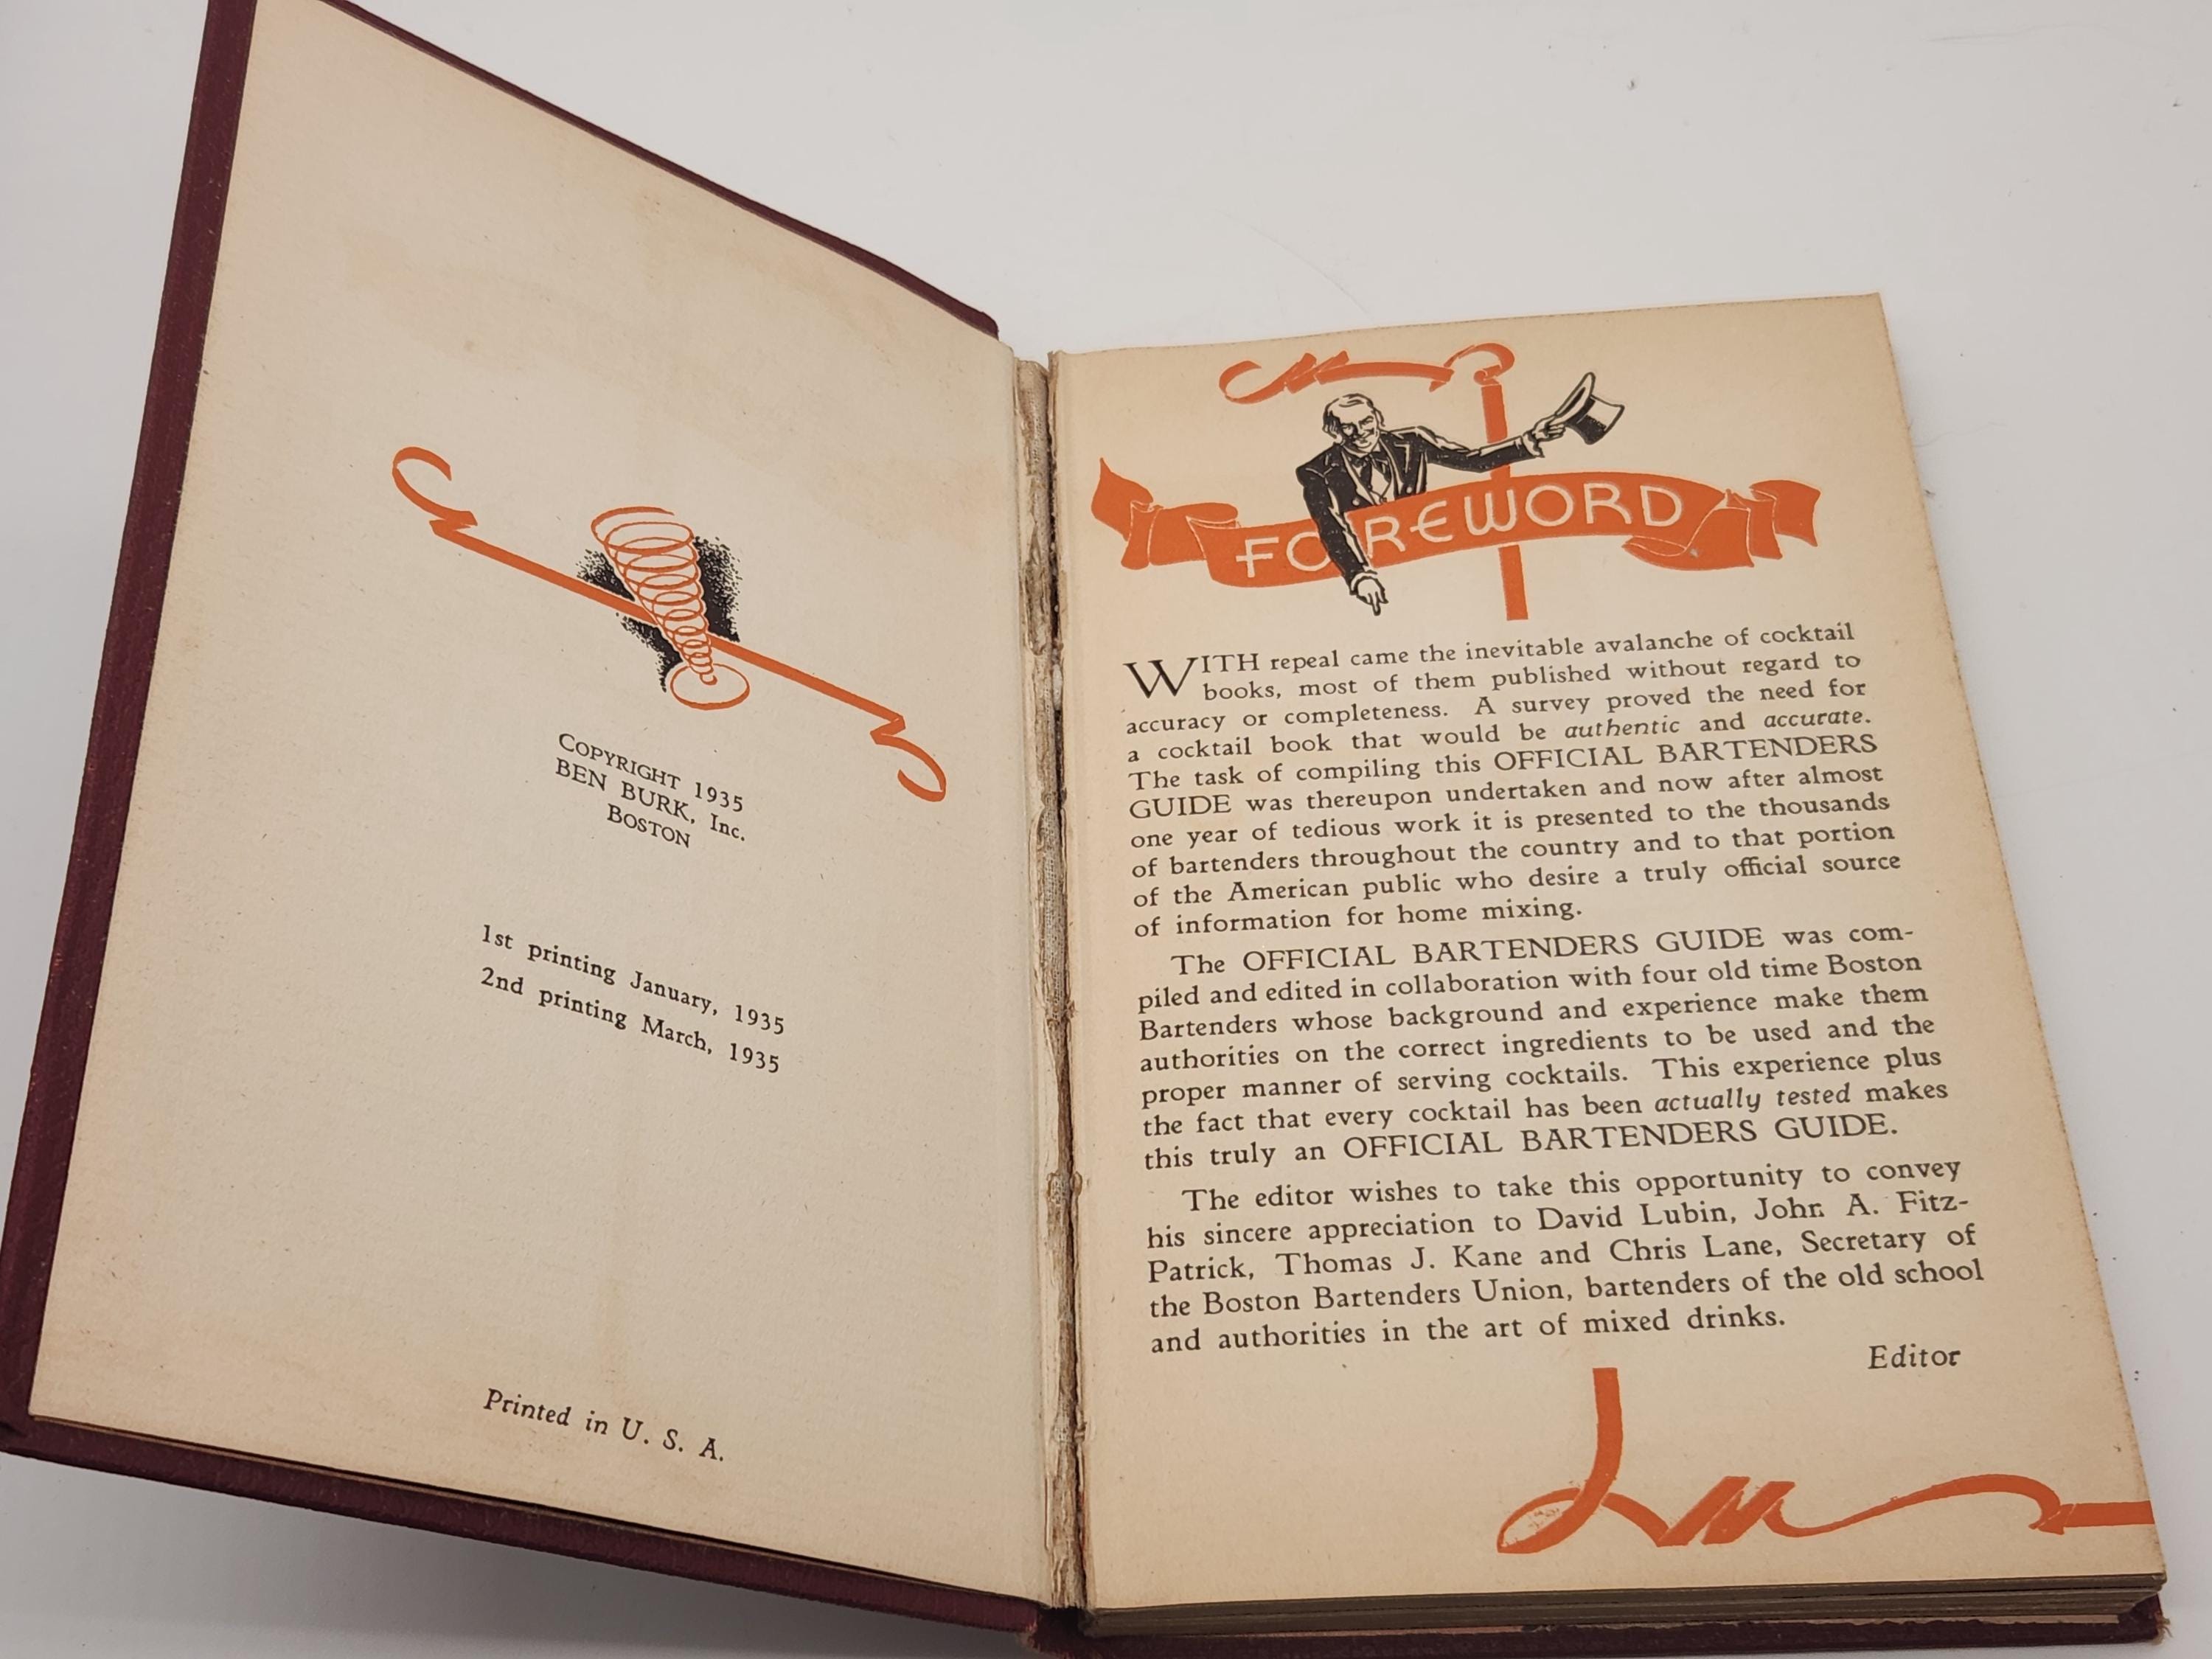 COPYRIGHT 1935
BEN BURK, Inc.
BOSTON
1st printing January, 1935
2nd printing March, 1935
Printed in U. S. A.
FOREWORD
WITH repeal came the inevitable avalanche of cocktail
books, most of them published without regard to
accuracy or completeness. A survey proved the need for
a cocktail book that would be authentic and accurate.
The task of compiling this OFFICIAL BARTENDERS
GUIDE was thereupon undertaken and now after almost
one year of tedious work it is presented to the thousands
of bartenders throughout the country and to that portion
of the American public who desire a truly official source
of information for home mixing.
The OFFICIAL BARTENDERS GUIDE was com-
piled and edited in collaboration with four old time Boston
Bartenders whose background and experience make them
authorities on the correct ingredients to be used and the
proper manner of serving cocktails. This experience plus
the fact that every cocktail has been actually tested makes
this truly an OFFICIAL BARTENDERS GUIDE.
The editor wishes to take this opportunity to convey
his sincere appreciation to David Lubin, John A. Fitz-
Patrick, Thomas J. Kane and Chris Lane, Secretary of
the Boston Bartenders Union, bartenders of the old school
and authorities in the art of mixed drinks.
Editor